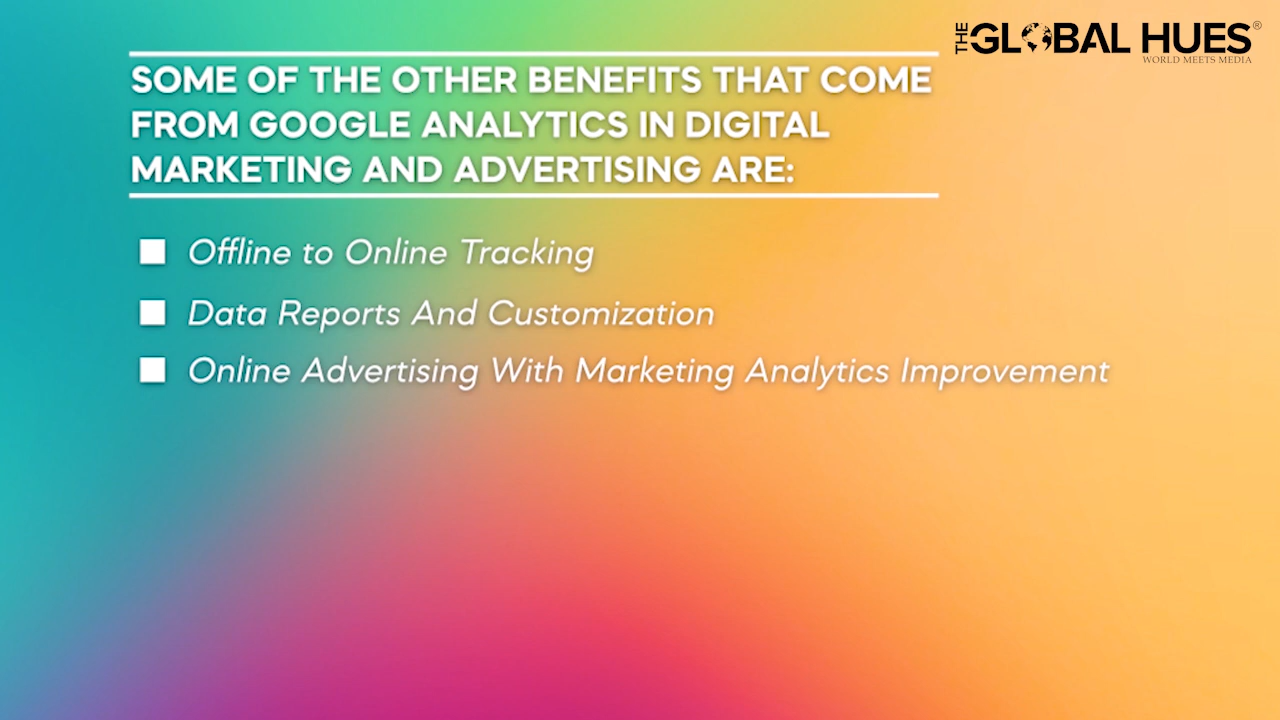 THE GLOBAL HUES®
WORLD MEETS MEDIA
SOME OF THE OTHER BENEFITS THAT COME
FROM GOOGLE ANALYTICS IN DIGITAL
MARKETING AND ADVERTISING ARE:
Offline to Online Tracking
Data Reports And Customization
Online Advertising With Marketing Analytics Improvement